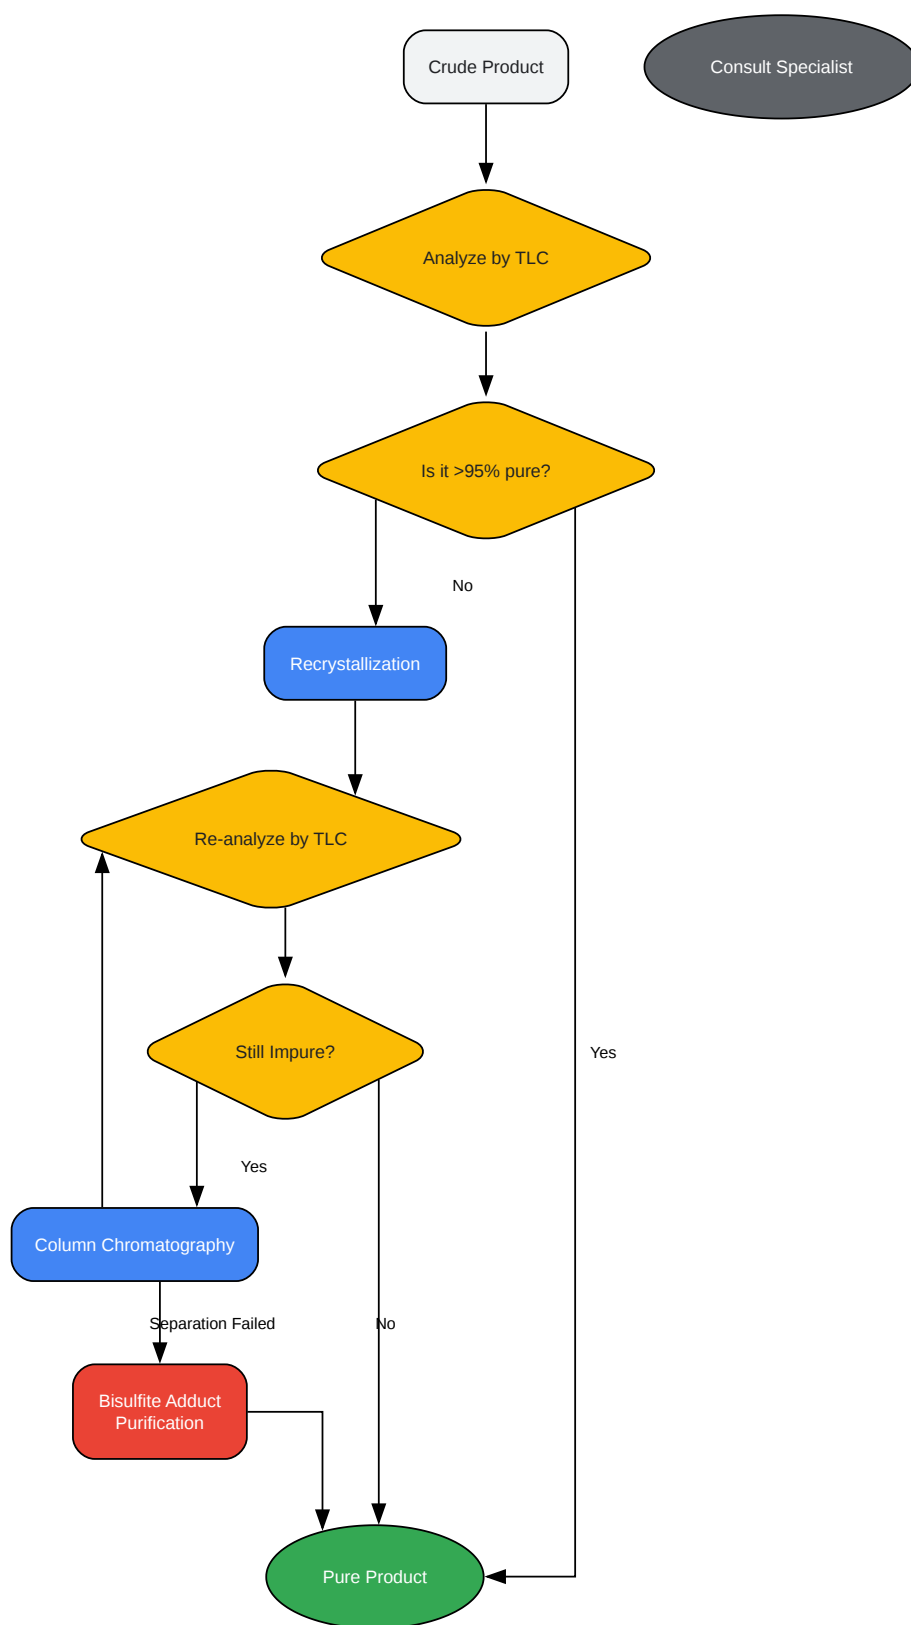 Crude Product
Consult Specialist
Analyze by TLC
Is it >95% pure?
No
Recrystallization
Re-analyze by TLC
Still Impure?
Yes
Yes
Column Chromatography
Separation Failed
No
Bisulfite Adduct
Purification
Pure Product